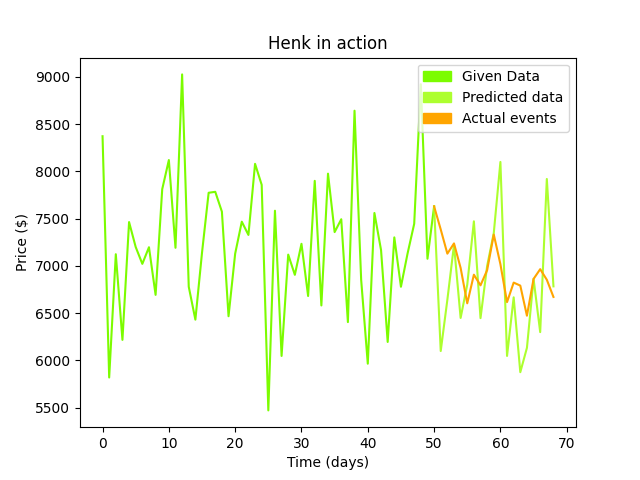 Henk in action
Given Data
Predicted data
Actual events
Price ($)
9000
8500
8000
7500
7000
6500
6000
5500
0 10 20 30 40 50 60 70
Time (days)